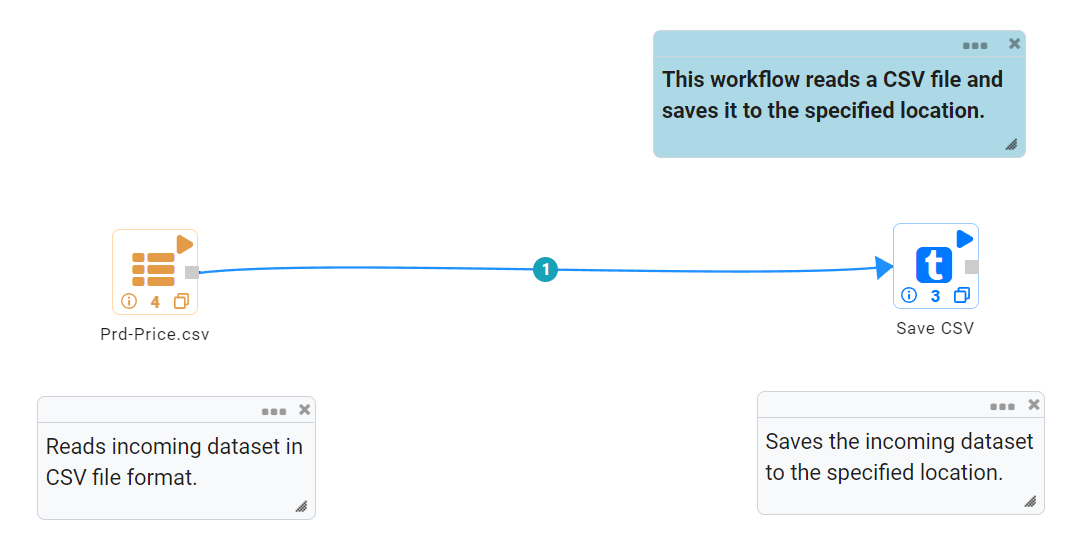 This workflow reads a CSV file and
saves it to the specified location.
1
4
Prd-Price.csv
t
3
Save CSV
Reads incoming dataset in
CSV file format.
Saves the incoming dataset
to the specified location.